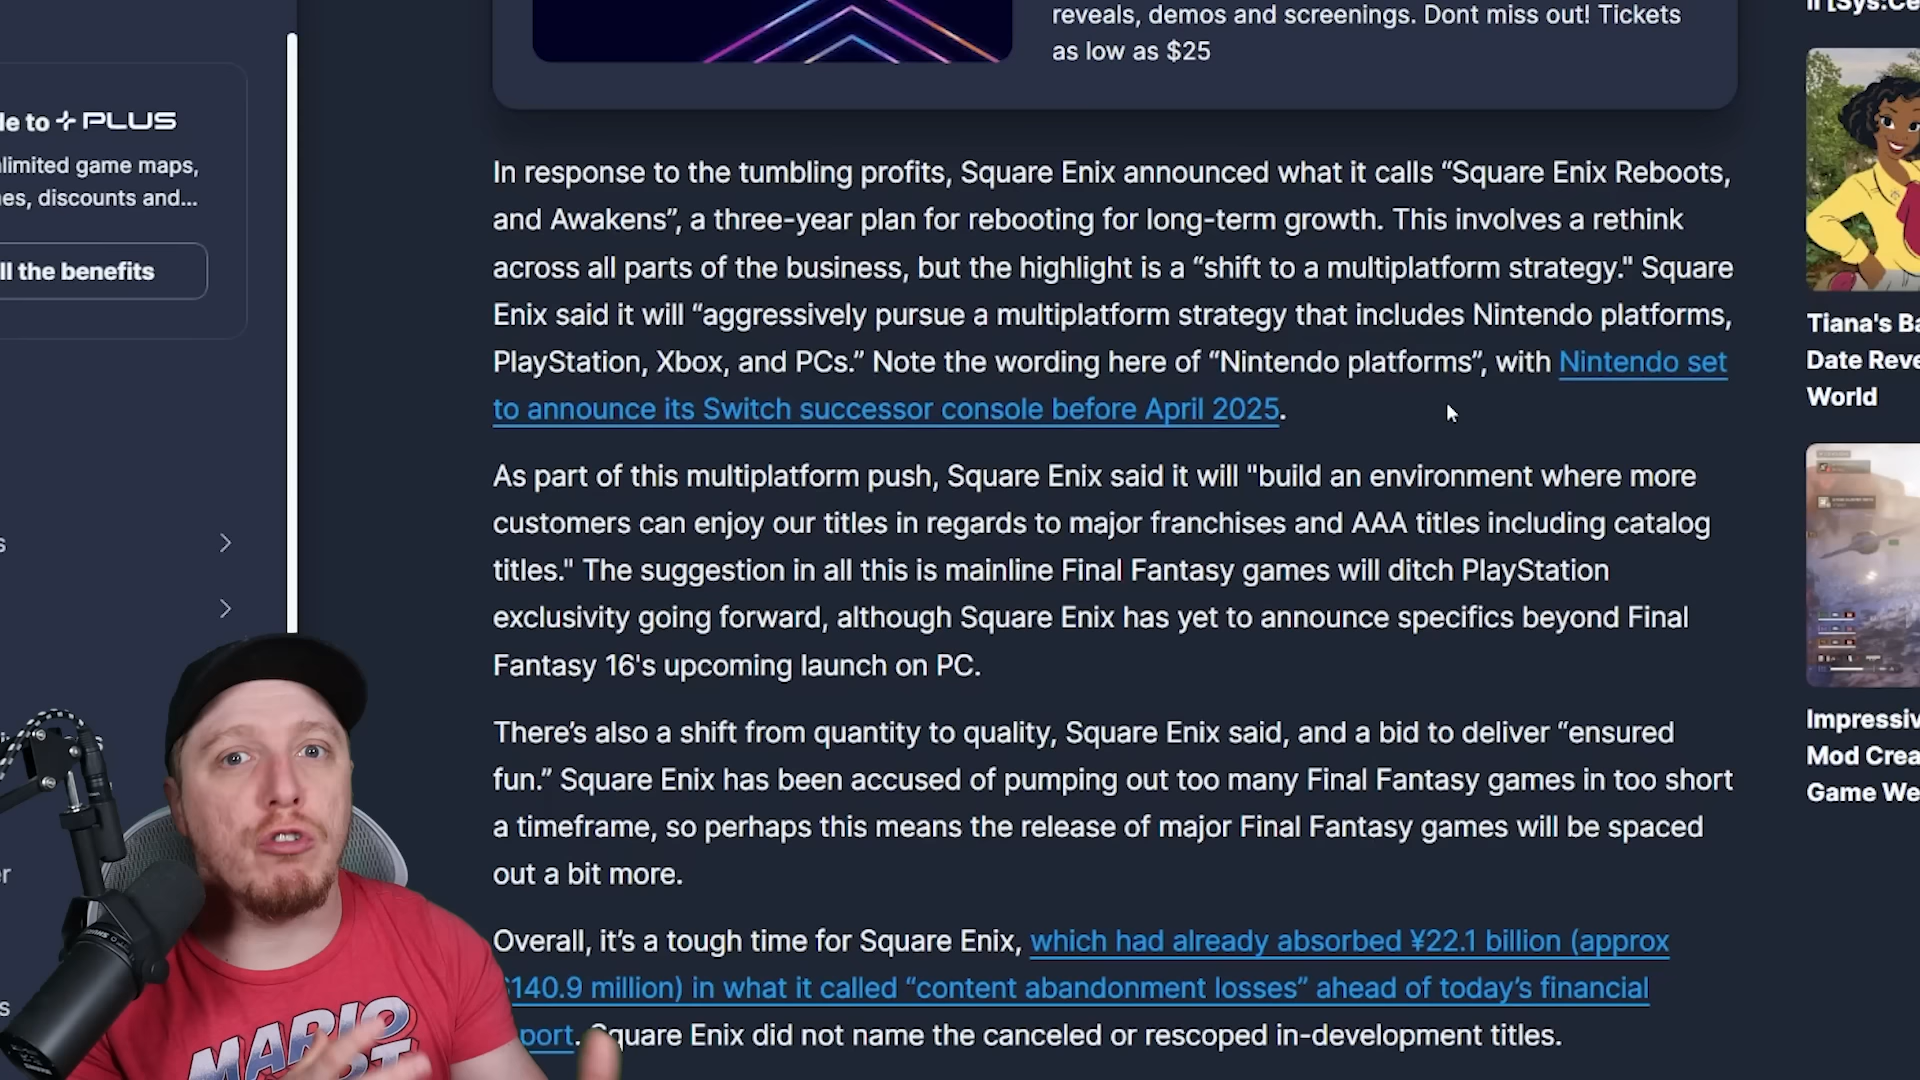 reveals, demos and screenings. Dont miss out! Tickets
as low as $25
de to + PLUS
limited game maps,
es, discounts and...
ll the benefits
In response to the tumbling profits, Square Enix announced what it calls “Square Enix Reboots,
and Awakens”, a three-year plan for rebooting for long-term growth. This involves a rethink
across all parts of the business, but the highlight is a “shift to a multiplatform strategy." Square
Enix said it will “aggressively pursue a multiplatform strategy that includes Nintendo platforms,
PlayStation, Xbox, and PCs.” Note the wording here of “Nintendo platforms”, with Nintendo set
to announce its Switch successor console before April 2025.
As part of this multiplatform push, Square Enix said it will "build an environment where more
customers can enjoy our titles in regards to major franchises and AAA titles including catalog
titles." The suggestion in all this is mainline Final Fantasy games will ditch PlayStation
exclusivity going forward, although Square Enix has yet to announce specifics beyond Final
Fantasy 16's upcoming launch on PC.
There’s also a shift from quantity to quality, Square Enix said, and a bid to deliver “ensured
fun.” Square Enix has been accused of pumping out too many Final Fantasy games in too short
a timeframe, so perhaps this means the release of major Final Fantasy games will be spaced
out a bit more.
Overall, it’s a tough time for Square Enix, which had already absorbed ¥22.1 billion (approx
$140.9 million) in what it called “content abandonment losses” ahead of today’s financial
port. Square Enix did not name the canceled or rescoped in-development titles.
Tiana's Ba
Date Reve
World
Impressiv
Mod Crea
Game We
MARIO